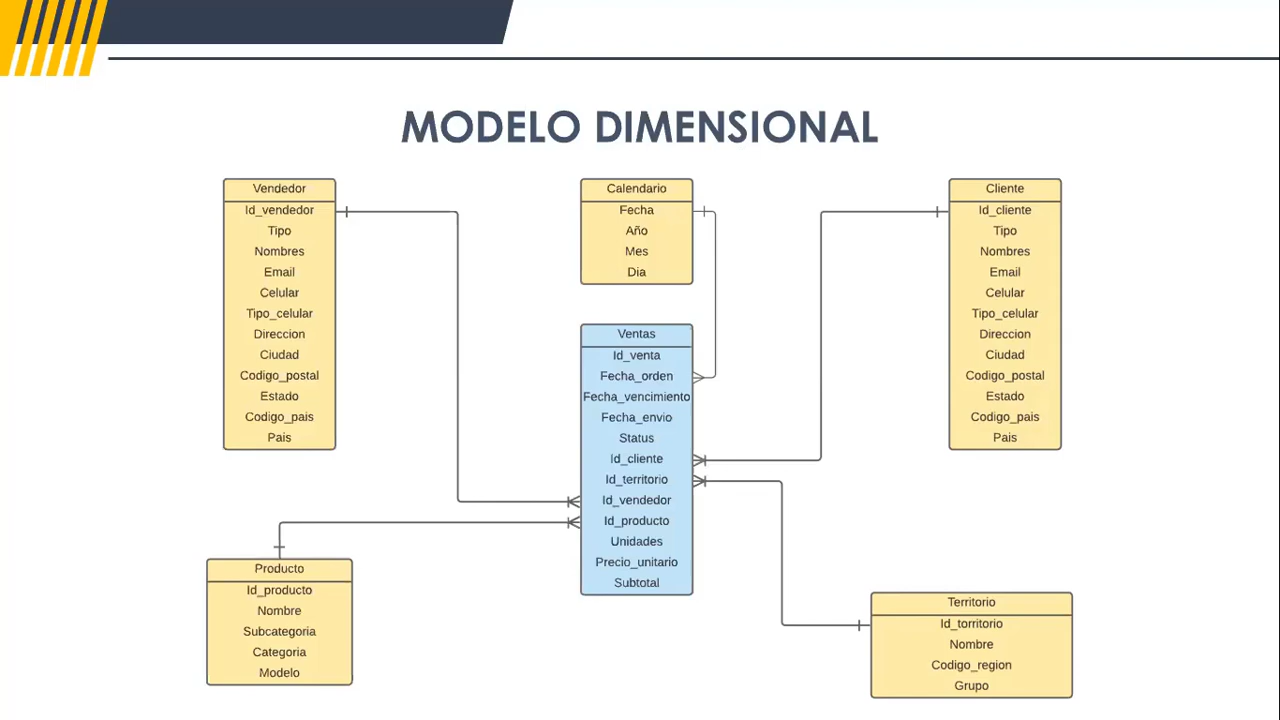 MODELO DIMENSIONAL
Vendedor
Id_vendedor
Tipo
Nombres
Email
Celular
Tipo_celular
Direccion
Ciudad
Codigo_postal
Estado
Codigo_pais
Pais
Calendario
Fecha
Año
Mes
Dia
Cliente
Id_cliente
Tipo
Nombres
Email
Celular
Tipo_celular
Direccion
Ciudad
Codigo_postal
Estado
Codigo_pais
Pais
Ventas
Id_venta
Fecha_orden
Fecha_vencimiento
Fecha_envio
Status
Id_cliente
Id_territorio
Id_vendedor
Id_producto
Unidades
Precio_unitario
Subtotal
Producto
Id_producto
Nombre
Subcategoria
Categoria
Modelo
Territorio
Id_torritorio
Nombre
Codigo_region
Grupo